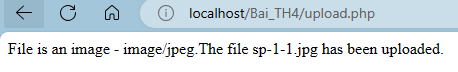 localhost/Bai_TH4/upload.php
File is an image - image/jpeg.The file sp-1-1.jpg has been uploaded.